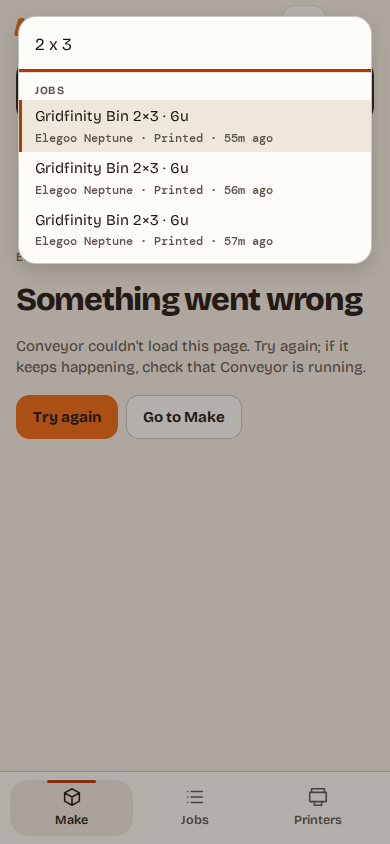 2 x 3
JOBS
Gridfinity Bin 2×3 · 6u
Elegoo Neptune · Printed · 55m ago
Gridfinity Bin 2×3 · 6u
Elegoo Neptune · Printed · 56m ago
Gridfinity Bin 2×3 · 6u
Elegoo Neptune · Printed · 57m ago
Something went wrong
Conveyor couldn't load this page. Try again; if it
keeps happening, check that Conveyor is running.
Try again
Go to Make
Make
Jobs
Printers